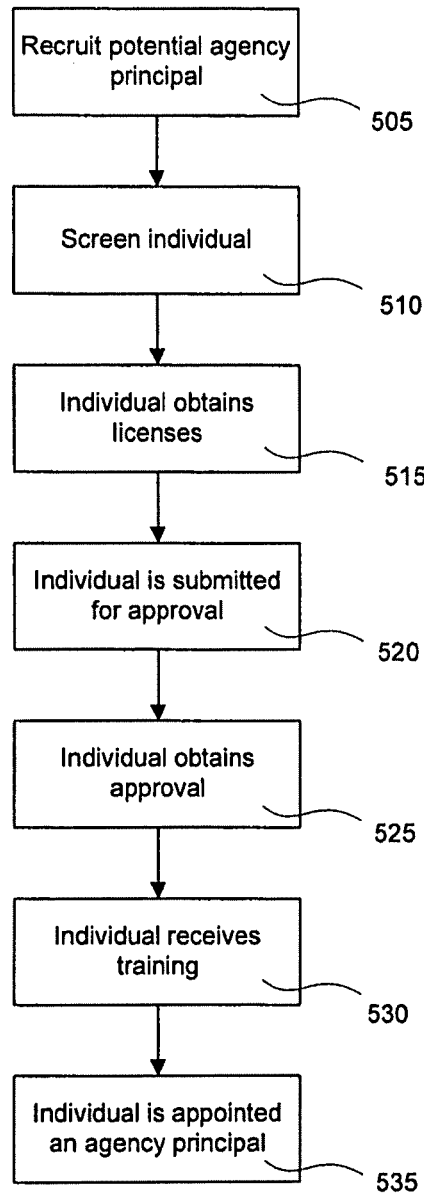 Recruit potential agency
principal
505
Screen individual
510
Individual obtains
licenses
515
Individual is submitted
for approval
520
Individual obtains
approval
525
Individual receives
training
530
Individual is appointed
an agency principal
535